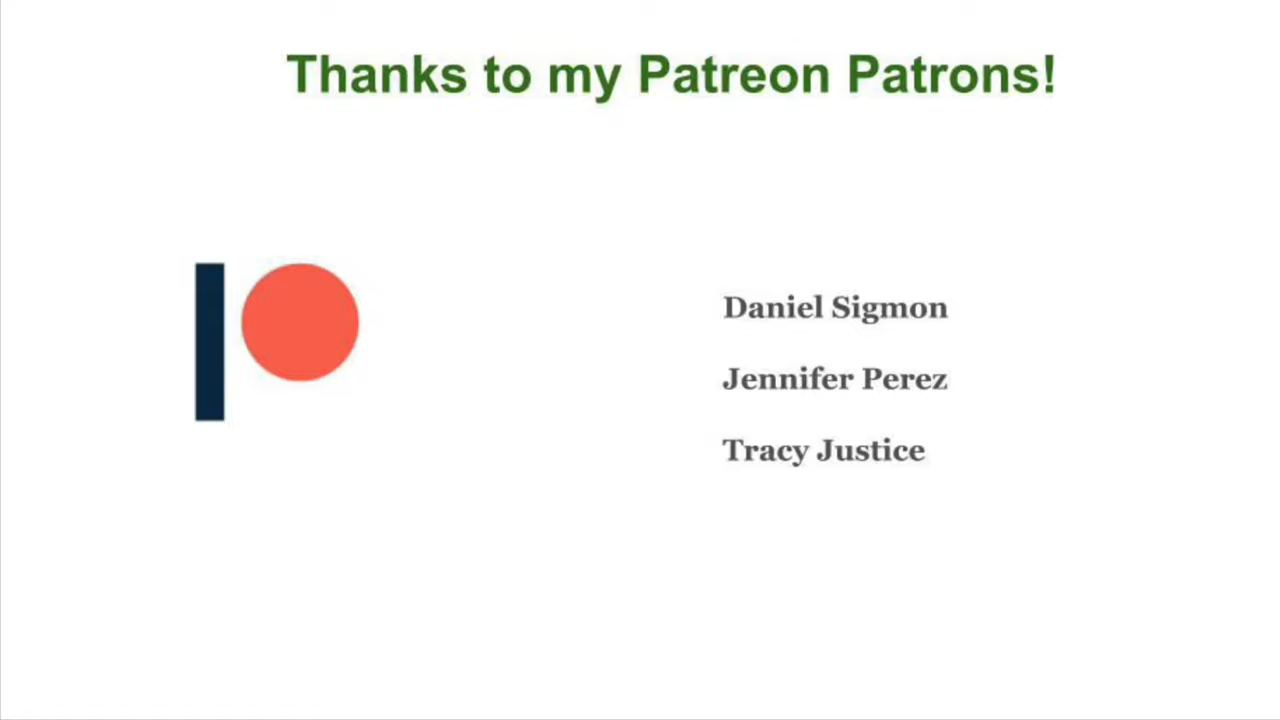 Thanks to my Patreon Patrons!
Daniel Sigmon
Jennifer Perez
Tracy Justice